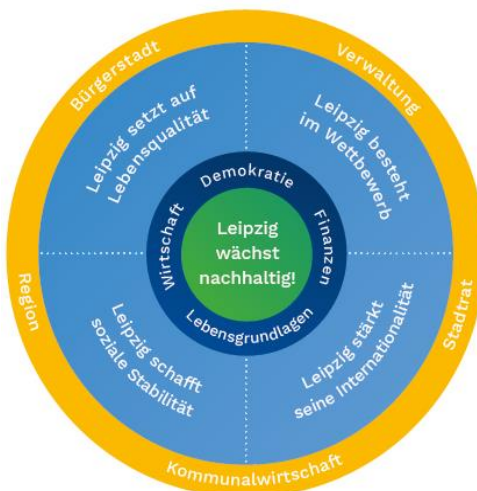 Bürgerstadt
Verwaltung
Leipzig setzt auf
Lebensqualität
Leipzig besteht
im Wettbewerb
Demokratie
Wirtschaft
Finanzen
Leipzig
wächst
nachhaltig!
Lebensgrundlagen
Region
Stadtrat
Leipzig schafft
soziale Stabilität
Leipzig stärkt
seine Internationalität
Kommunalwirtschaft